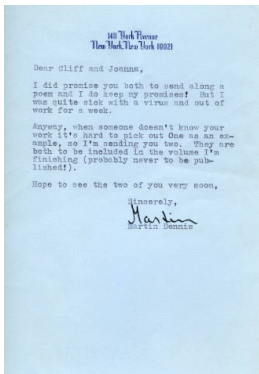 1411 York Avenue
New York, New York 10021
Dear Cliff and Joanna,
I did promise you both to send along a
poem and I do keep my promises! But I
was quite sick with a virus and out of
work for a week.
Anyway, when someone doesn't know your
work it's hard to pick out One as an ex-
ample, so I'm sending you two. They are
both to be included in the volume I'm
finishing (probably never to be pub-
lished!).
Hope to see the two of you very soon,
Sincerely,
Martin
Martin Dennis